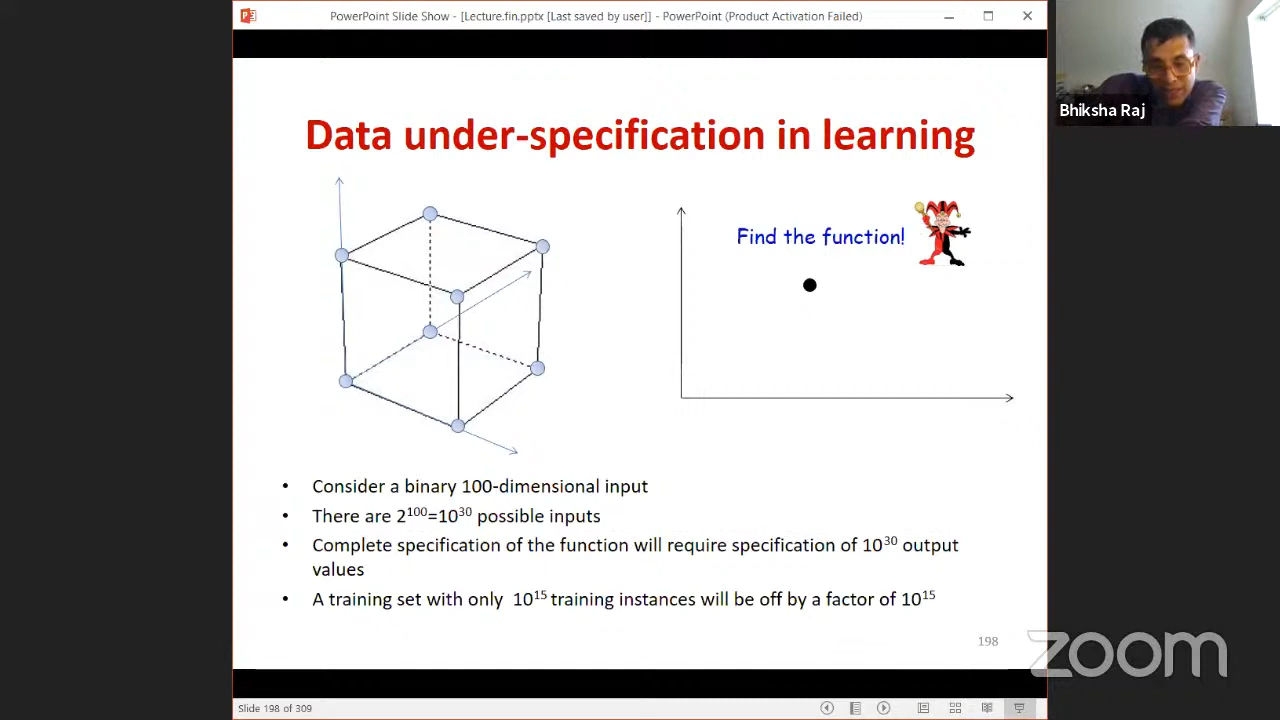 PowerPoint Slide Show - [Lecture.fin.pptx [Last saved by user]] - PowerPoint (Product Activation Failed)
Bhiksha Raj
Data under-specification in learning
Find the function!
• Consider a binary 100-dimensional input
• There are 2¹⁰⁰=10³⁰ possible inputs
• Complete specification of the function will require specification of 10³⁰ output
values
• A training set with only 10¹⁵ training instances will be off by a factor of 10¹⁵
198
zoom
Slide 198 of 309